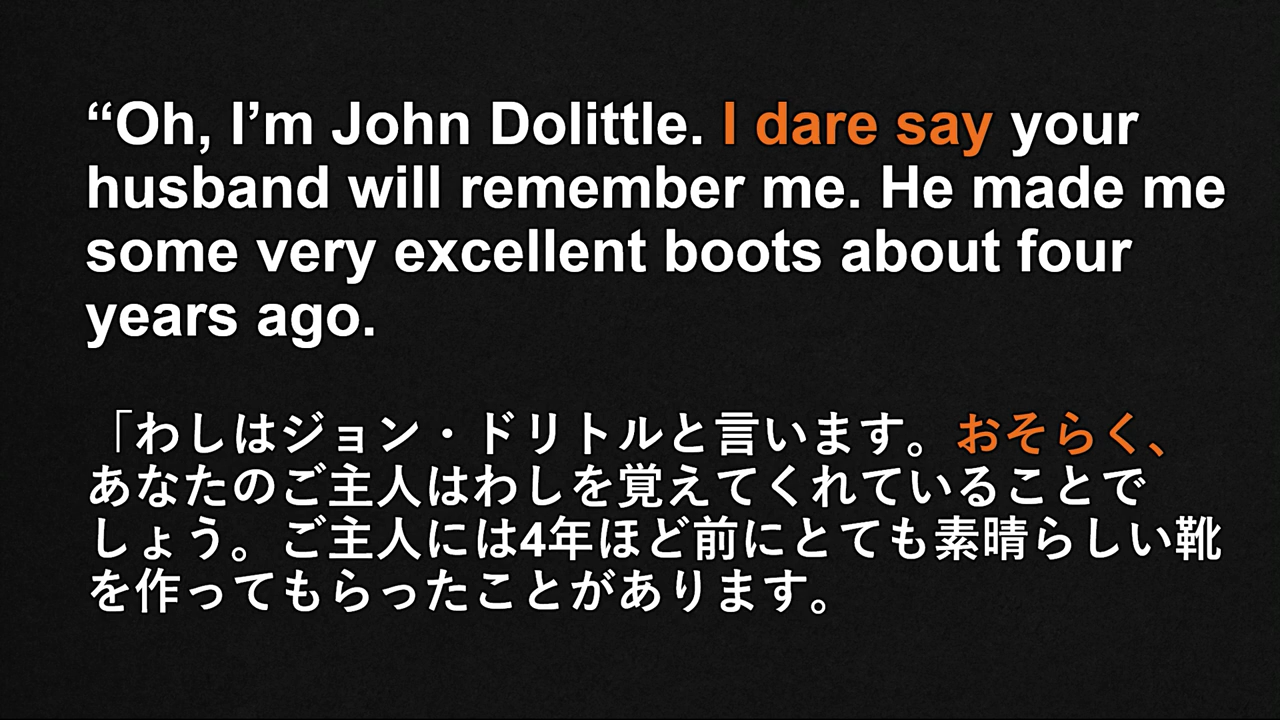 “Oh, I’m John Dolittle. I dare say your
husband will remember me. He made me
some very excellent boots about four
years ago.
「わしはジョン・ドリトルと言います。おそらく、
あなたのご主人はわしを覚えてくれていることで
しょう。ご主人には4年ほど前にとても素晴らしい靴
を作ってもらったことがあります。